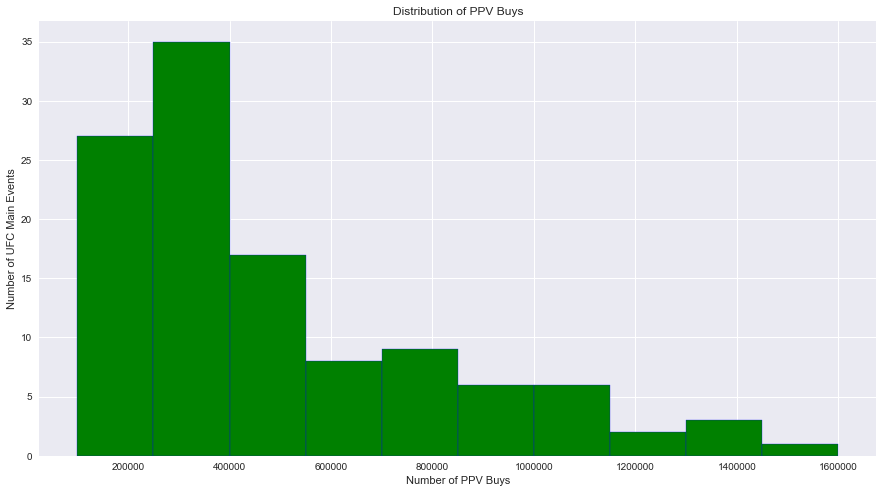 Distribution of PPV Buys
35
30
25
20
15
10
5
0
Number of UFC Main Events
200000 400000 600000 800000 1000000 1200000 1400000 1600000
Number of PPV Buys